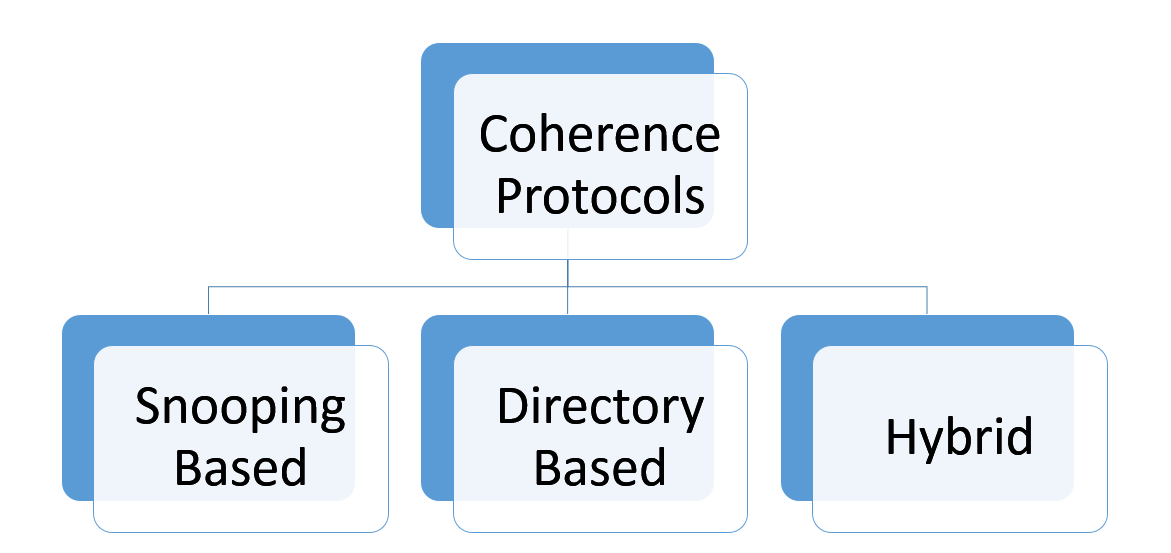 Coherence
Protocols
Snooping
Based
Directory
Based
Hybrid